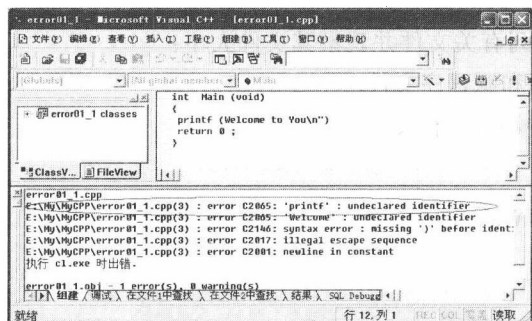 error01_1 - Microsoft Visual C++ - [error01_1.cpp]
文件(F) 编辑(E) 查看(V) 插入(I) 工程(P) 组建(B) 工具(T) 窗口(W) 帮助(H)
(Globals) (All global members) Main
error01_1 classes
int Main (void)
{
printf (Welcome to You\n")
return 0 ;
}
ClassV... FileView
error01_1.cpp
E:\My\MyCPP\error01_1.cpp(3) : error C2065: 'printf' : undeclared identifier
E:\My\MyCPP\error01_1.cpp(3) : error C2065: 'Welcome' : undeclared identifier
E:\My\MyCPP\error01_1.cpp(3) : error C2146: syntax error : missing ')' before ident
E:\My\MyCPP\error01_1.cpp(3) : error C2017: illegal escape sequence
E:\My\MyCPP\error01_1.cpp(3) : error C2001: newline in constant
执行 cl.exe 时出错.
error01_1.obj - 1 error(s), 0 warning(s)
组建 调试 在文件1中查找 在文件2中查找 结果 SQL Debugg
就绪 行 12, 列 1 REC COL 覆盖 读取